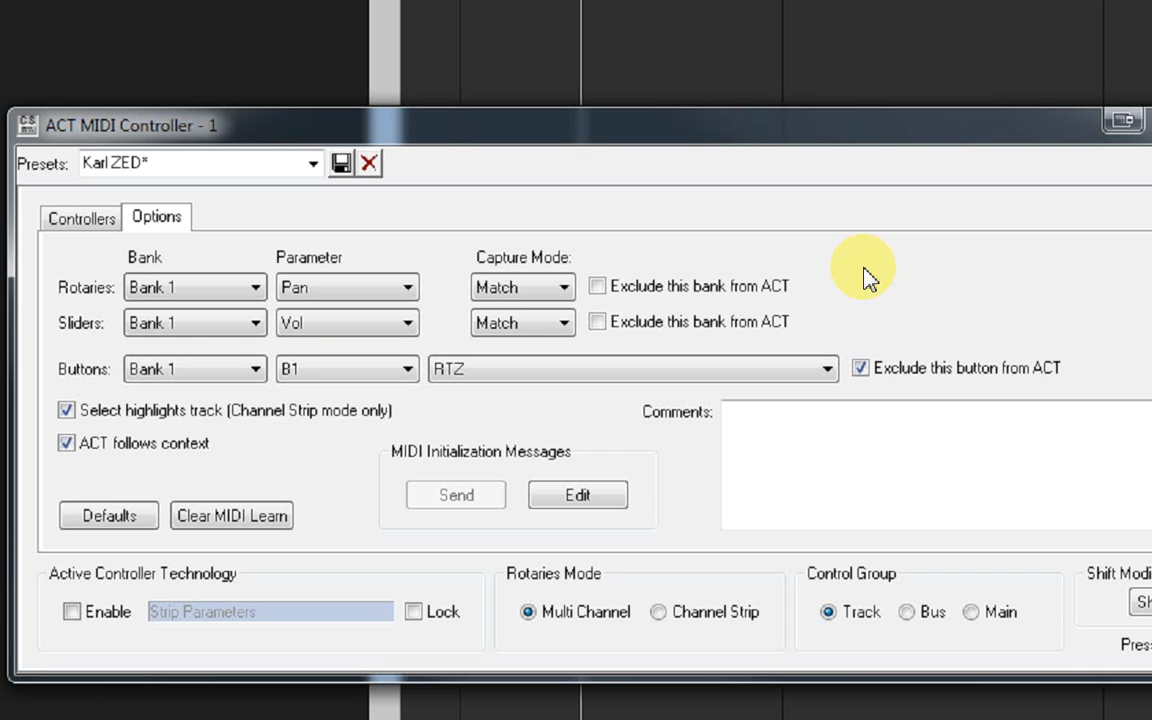 ACT MIDI Controller - 1
Presets: Karl ZED*
Controllers Options
Bank Parameter Capture Mode:
Rotaries: Bank 1 Pan Match Exclude this bank from ACT
Sliders: Bank 1 Vol Match Exclude this bank from ACT
Buttons: Bank 1 B1 RTZ Exclude this button from ACT
Select highlights track (Channel Strip mode only) Comments:
ACT follows context
MIDI Initialization Messages
Send Edit
Defaults Clear MIDI Learn
Active Controller Technology Rotaries Mode Control Group Shift Modi
Enable Strip Parameters Lock Multi Channel Channel Strip Track Bus Main Sh
Press